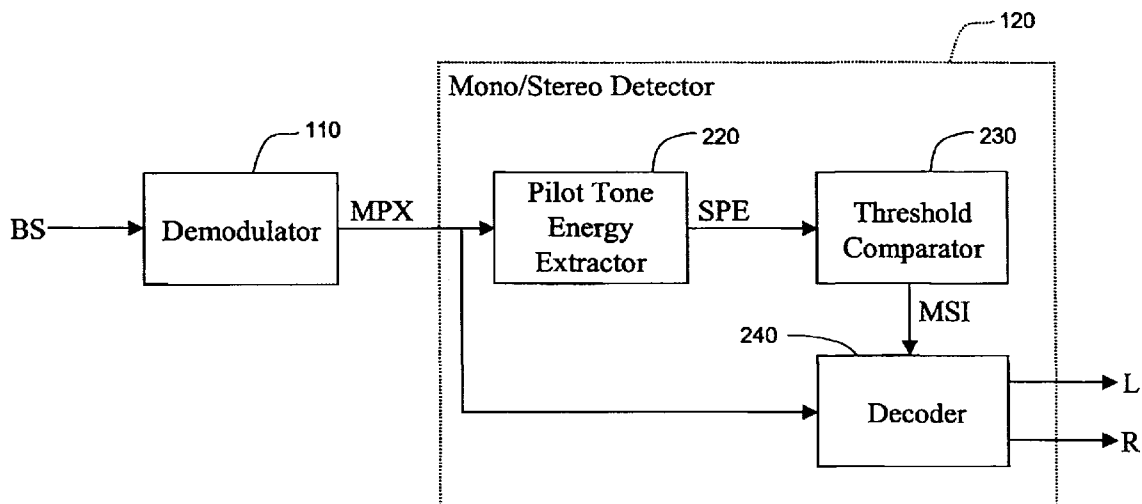 120
Mono/Stereo Detector
110
220
230
BS
Demodulator
MPX
Pilot Tone
Energy
Extractor
SPE
Threshold
Comparator
MSI
240
Decoder
L
R